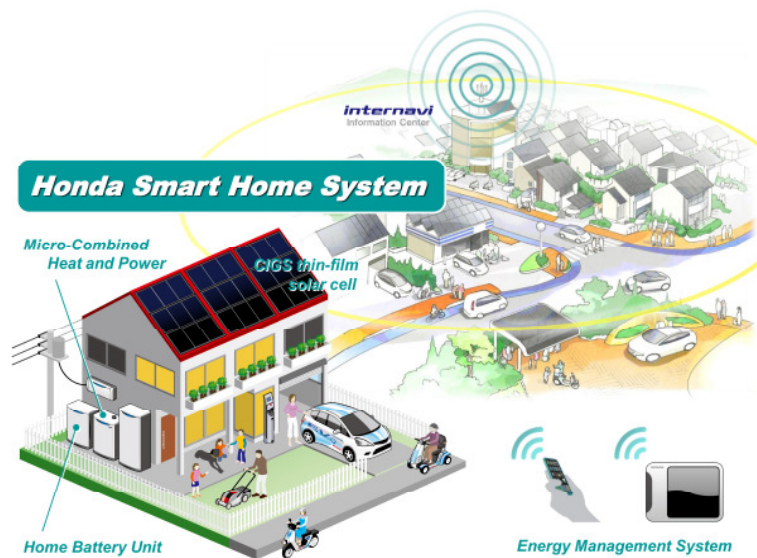 internavi
Information Center
Honda Smart Home System
Micro-Combined
Heat and Power
CIGS thin-film
solar cell
Home Battery Unit
Energy Management System